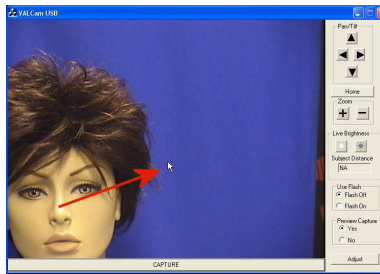 VALCam USB
Pan/Tilt
Home
Zoom
Live Brightness
Subject Distance
NA
Use Flash
Flash Off
Flash On
Preview Capture
Yes
No
Adjust
CAPTURE